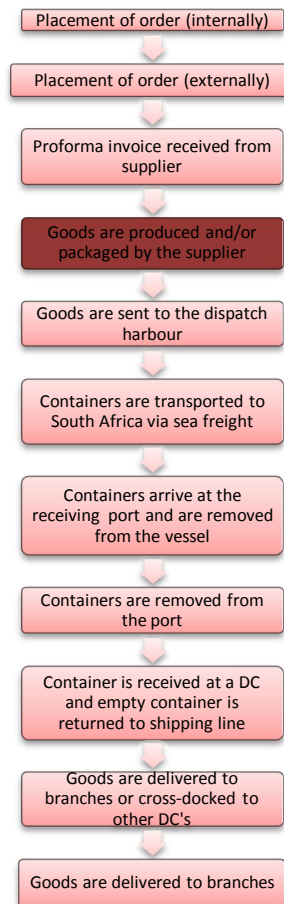 Placement of order (internally)
Placement of order (externally)
Proforma invoice received from
supplier
Goods are produced and/or
packaged by the supplier
Goods are sent to the dispatch
harbour
Containers are transported to
South Africa via sea freight
Containers arrive at the
receiving port and are removed
from the vessel
Containers are removed from
the port
Container is received at a DC
and empty container is
returned to shipping line
Goods are delivered to
branches or cross-docked to
other DC's
Goods are delivered to branches